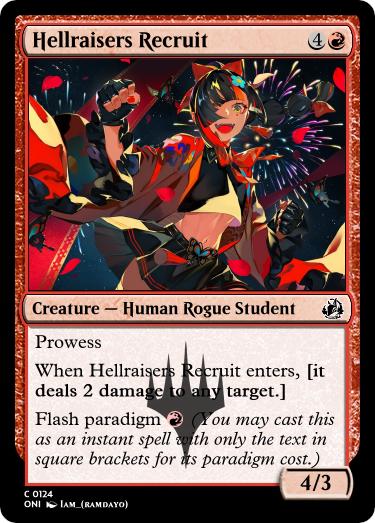 Hellraisers Recruit 4
Creature — Human Rogue Student
Prowess
When Hellraisers Recruit enters, [it
deals 2 damage to any target.]
Flash paradigm (You may cast this
as an instant spell with only the text in
square brackets for its paradigm cost.)
4/3
C 0124
ONI IAM_(RAMDAYO)